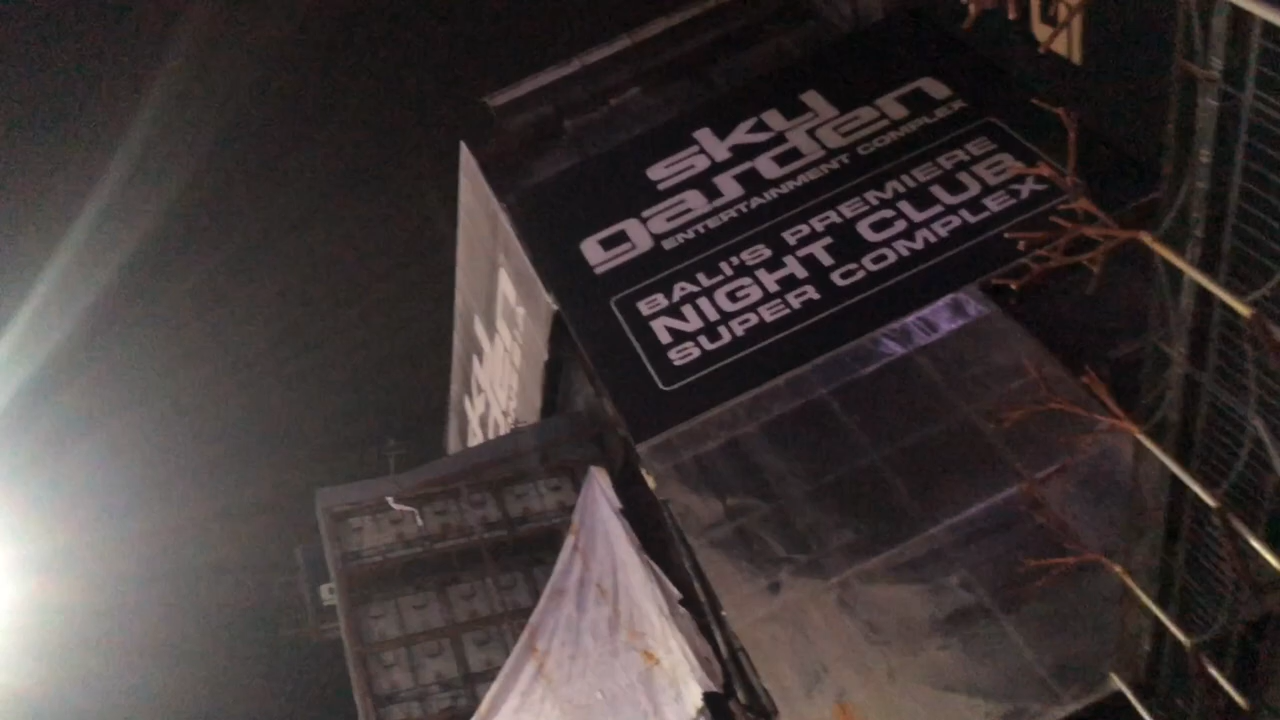 sky
garden
ENTERTAINMENT COMPLEX
BALI'S PREMIERE
NIGHT CLUB
SUPER COMPLEX